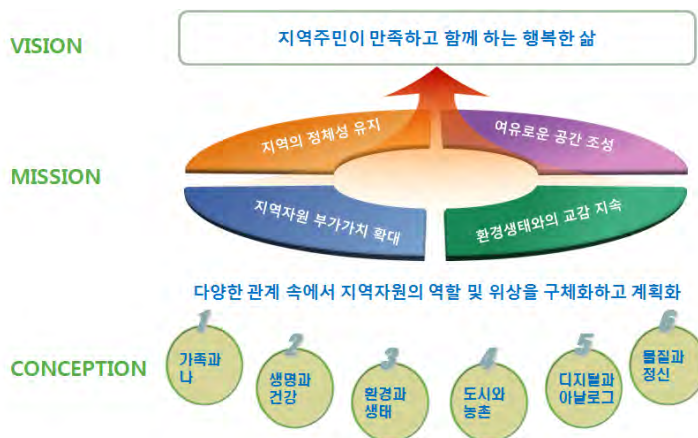 VISION
지역주민이 만족하고 함께 하는 행복한 삶
MISSION
지역의 정체성 유지
여유로운 공간 조성
지역자원 부가가치 확대
환경생태와의 교감 지속
다양한 관계 속에서 지역자원의 역할 및 위상을 구체화하고 계획화
CONCEPTION
1
가족과
나
2
생명과
건강
3
환경과
생태
4
도시와
농촌
5
디지털과
아날로그
6
물질과
정신